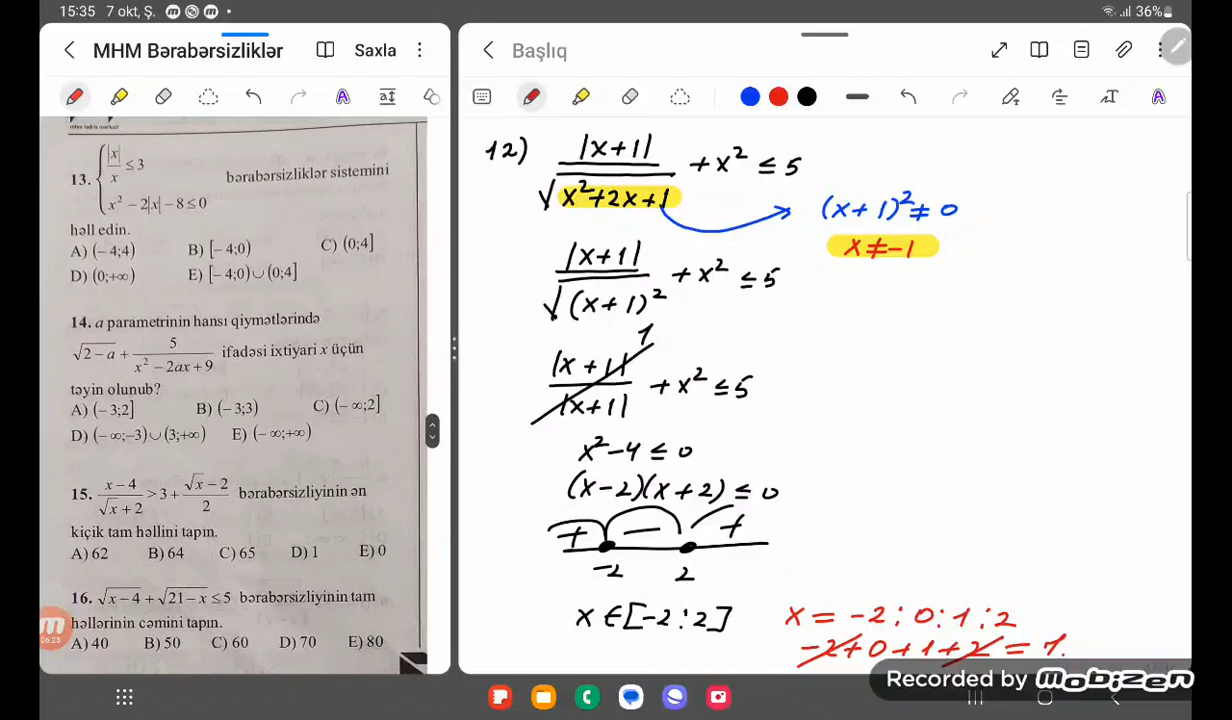 15:35 7 okt, Ş. 36%
MHM Bərabərsizliklər Saxla
Başlıq
mhm tədris mərkəzi
13. { |x|/x ≤ 3
x² − 2|x| − 8 ≤ 0 bərabərsizliklər sistemini
həll edin.
A) (− 4;4) B) [− 4;0) C) (0;4]
D) (0;+∞) E) [− 4;0) ∪ (0;4]
14. a parametrinin hansı qiymətlərində
√2−a + 5/(x² − 2ax + 9) ifadəsi ixtiyari x üçün
təyin olunub?
A) (− 3;2] B) (− 3;3) C) (− ∞;2]
D) (− ∞;−3) ∪ (3;+∞) E) (− ∞;+∞)
15. (x−4)/(√x+2) > 3 + (√x−2)/2 bərabərsizliyinin ən
kiçik tam həllini tapın.
A) 62 B) 64 C) 65 D) 1 E) 0
16. √x−4 + √21−x ≤ 5 bərabərsizliyinin tam
həllərinin cəmini tapın.
A) 40 B) 50 C) 60 D) 70 E) 80
06:23
12) |x+1|/√x²+2x+1 + x² ≤ 5
(x+1)² ≠ 0
x ≠ −1
|x+1|/√(x+1)² + x² ≤ 5
1
|x+1|/|x+1| + x² ≤ 5
x²−4 ≤ 0
(x−2)(x+2) ≤ 0
+ − +
−2 2
x ∈ [−2;2]
x = −2; 0; 1; 2
−2+0+1+2 = 1.
Recorded by mobizen